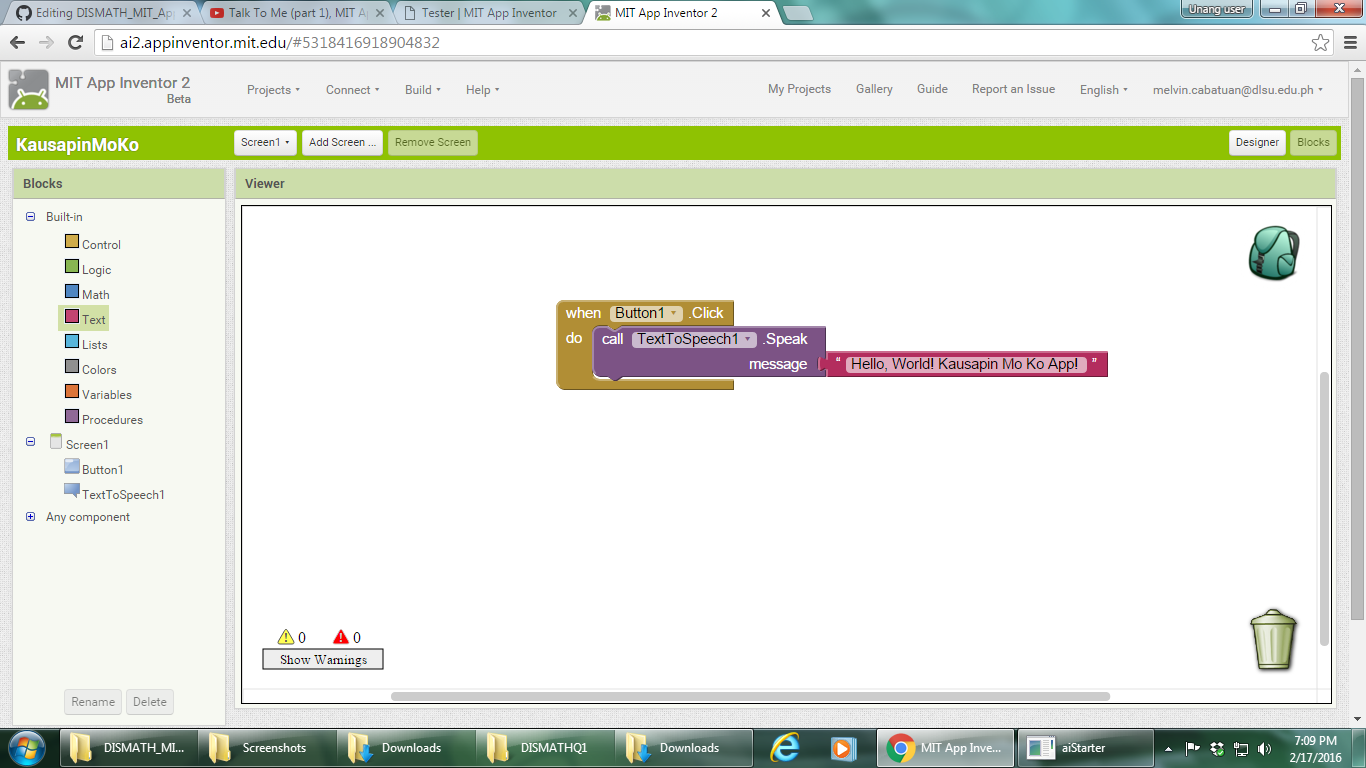 Editing DISMATH_MIT_App
Talk To Me (part 1), MIT Ap
Tester | MIT App Inventor
MIT App Inventor 2
Unang user
ai2.appinventor.mit.edu/#5318416918904832
MIT App Inventor 2
Beta
Projects
Connect
Build
Help
My Projects
Gallery
Guide
Report an Issue
English
melvin.cabatuan@dlsu.edu.ph
KausapinMoKo
Screen1
Add Screen ...
Remove Screen
Designer
Blocks
Blocks
Viewer
Built-in
Control
Logic
Math
Text
Lists
Colors
Variables
Procedures
Screen1
Button1
TextToSpeech1
Any component
when Button1 .Click
do call TextToSpeech1 .Speak
message “ Hello, World! Kausapin Mo Ko App! ”
0 0
Show Warnings
Rename
Delete
DISMATH_MI...
Screenshots
Downloads
DISMATHQ1
Downloads
MIT App Inve...
aiStarter
7:09 PM
2/17/2016